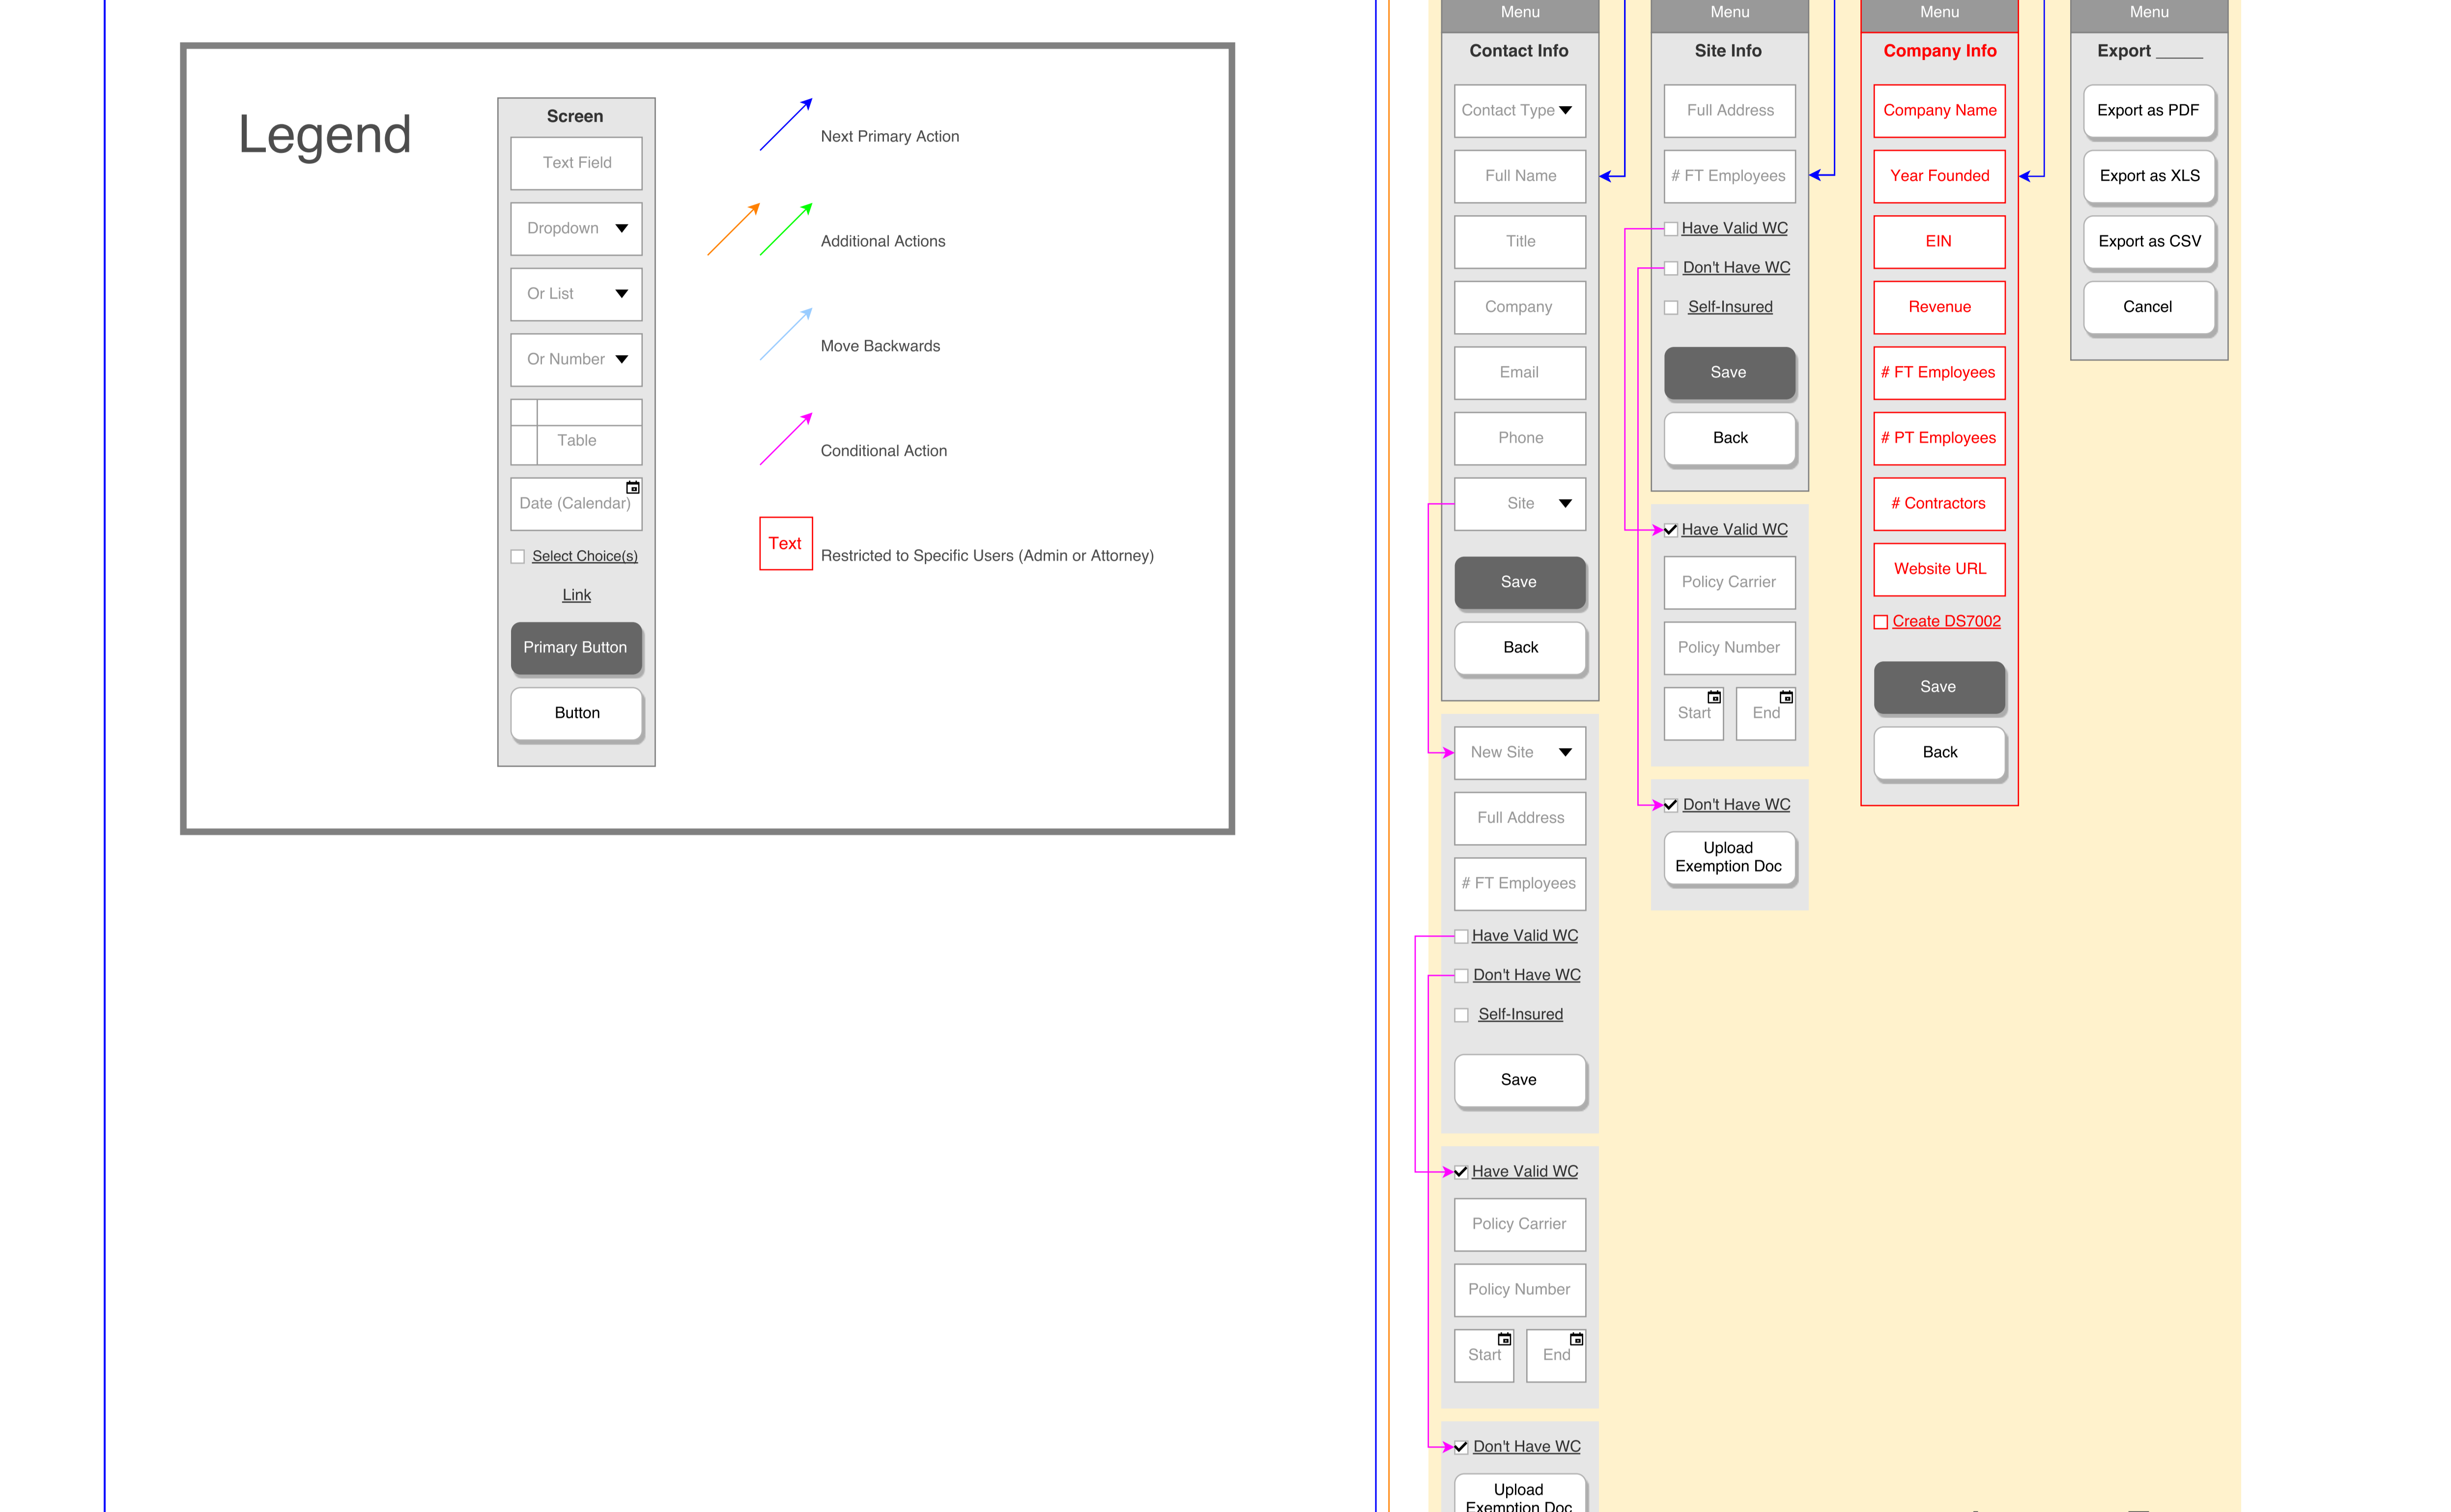 Legend
Screen
Text Field
Dropdown
Or List
Or Number
Table
Date (Calendar)
Select Choice(s)
Link
Primary Button
Button
Next Primary Action
Additional Actions
Move Backwards
Conditional Action
Text
Restricted to Specific Users (Admin or Attorney)
Menu
Contact Info
Contact Type
Full Name
Title
Company
Email
Phone
Site
Save
Back
New Site
Full Address
# FT Employees
Have Valid WC
Don't Have WC
Self-Insured
Save
Have Valid WC
Policy Carrier
Policy Number
Start
End
Don't Have WC
Upload
Exemption Doc
Menu
Site Info
Full Address
# FT Employees
Have Valid WC
Don't Have WC
Self-Insured
Save
Back
Have Valid WC
Policy Carrier
Policy Number
Start
End
Don't Have WC
Upload
Exemption Doc
Menu
Company Info
Company Name
Year Founded
EIN
Revenue
# FT Employees
# PT Employees
# Contractors
Website URL
Create DS7002
Save
Back
Menu
Export _____
Export as PDF
Export as XLS
Export as CSV
Cancel